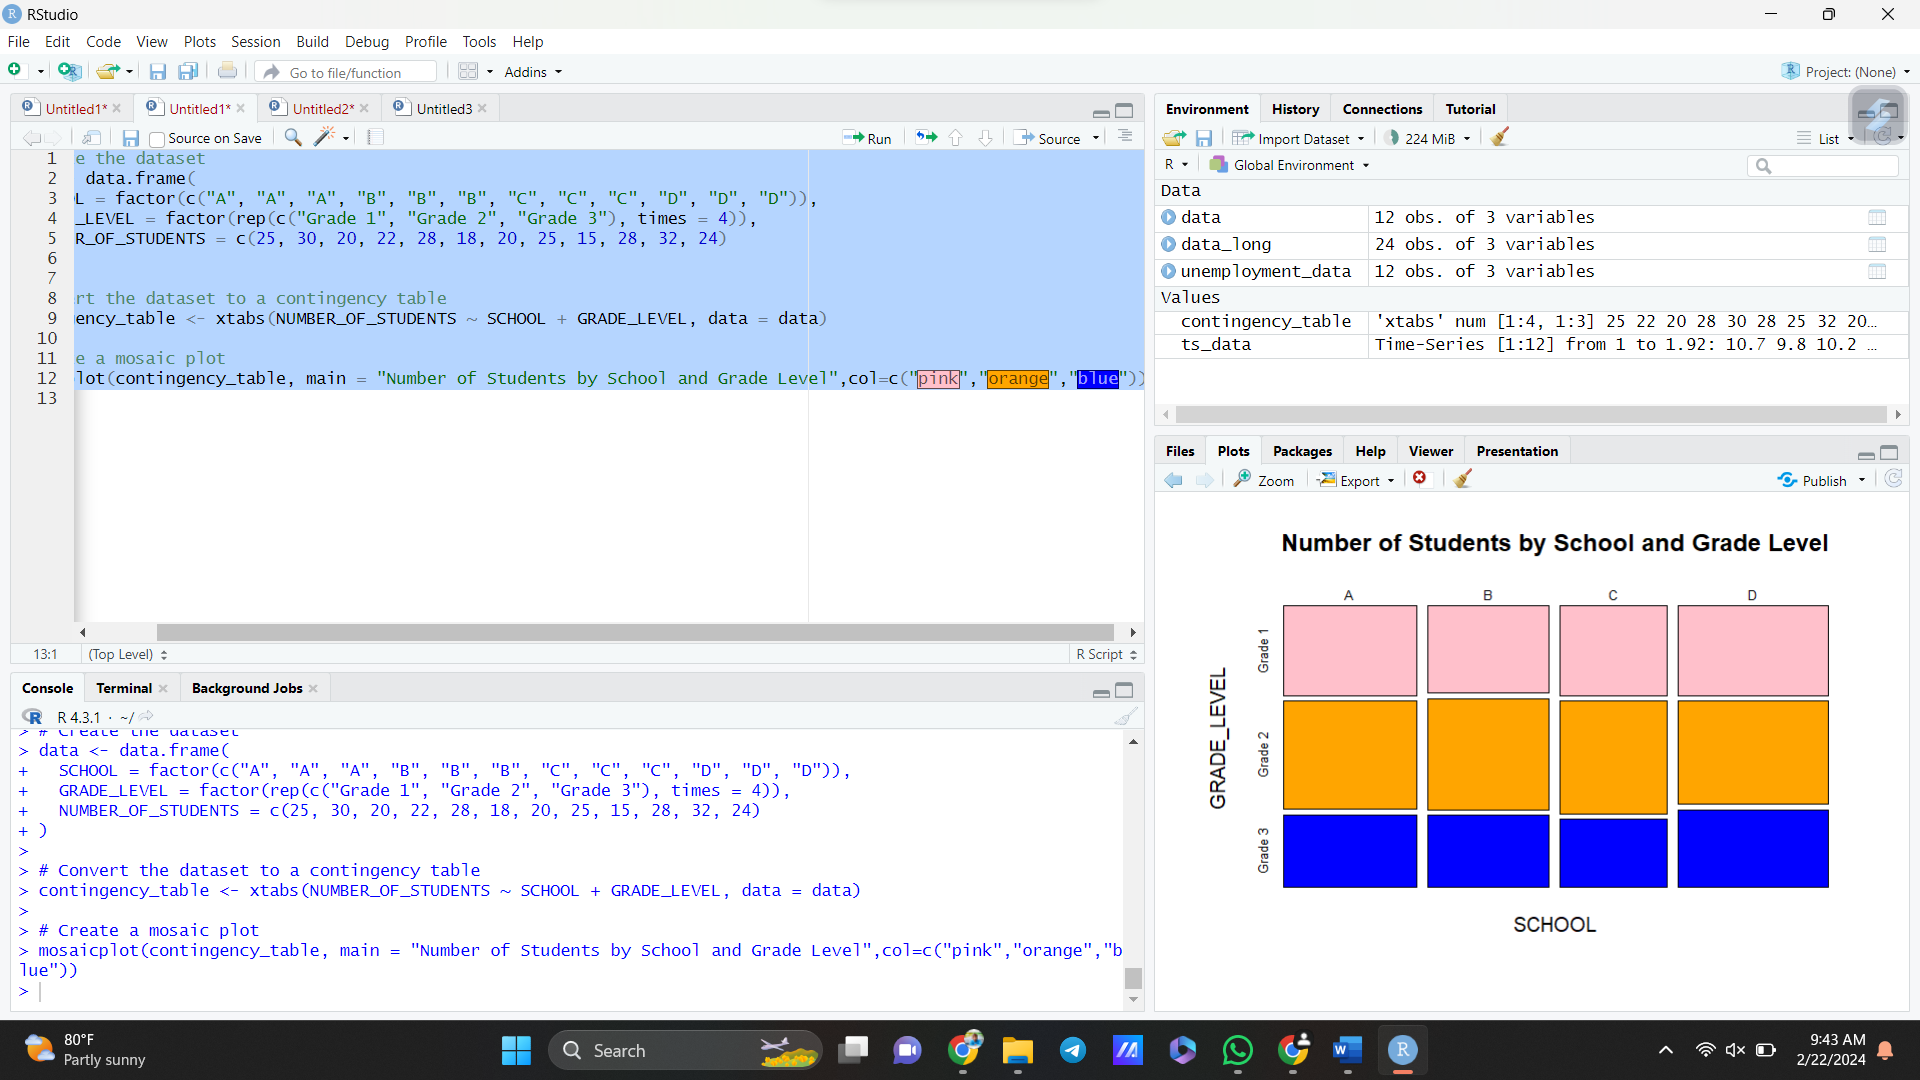 RStudio
File Edit Code View Plots Session Build Debug Profile Tools Help
Go to file/function Addins Project: (None)
Untitled1* Untitled1* Untitled2* Untitled3
Source on Save Run Source
1 e the dataset
2 data.frame(
3 L = factor(c("A", "A", "A", "B", "B", "B", "C", "C", "C", "D", "D", "D")),
4 _LEVEL = factor(rep(c("Grade 1", "Grade 2", "Grade 3"), times = 4)),
5 R_OF_STUDENTS = c(25, 30, 20, 22, 28, 18, 20, 25, 15, 28, 32, 24)
6
7
8 rt the dataset to a contingency table
9 ency_table <- xtabs(NUMBER_OF_STUDENTS ~ SCHOOL + GRADE_LEVEL, data = data)
10
11 e a mosaic plot
12 lot(contingency_table, main = "Number of Students by School and Grade Level",col=c("pink","orange","blue"))
13
13:1 (Top Level) R Script
Console Terminal Background Jobs
R 4.3.1 · ~/
> # Create the dataset
> data <- data.frame(
+ SCHOOL = factor(c("A", "A", "A", "B", "B", "B", "C", "C", "C", "D", "D", "D")),
+ GRADE_LEVEL = factor(rep(c("Grade 1", "Grade 2", "Grade 3"), times = 4)),
+ NUMBER_OF_STUDENTS = c(25, 30, 20, 22, 28, 18, 20, 25, 15, 28, 32, 24)
+ )
>
> # Convert the dataset to a contingency table
> contingency_table <- xtabs(NUMBER_OF_STUDENTS ~ SCHOOL + GRADE_LEVEL, data = data)
>
> # Create a mosaic plot
> mosaicplot(contingency_table, main = "Number of Students by School and Grade Level",col=c("pink","orange","b
lue"))
>
Environment History Connections Tutorial
Import Dataset 224 MiB List
R Global Environment
Data
data 12 obs. of 3 variables
data_long 24 obs. of 3 variables
unemployment_data 12 obs. of 3 variables
Values
contingency_table 'xtabs' num [1:4, 1:3] 25 22 20 28 30 28 25 32 20...
ts_data Time-Series [1:12] from 1 to 1.92: 10.7 9.8 10.2 ...
Files Plots Packages Help Viewer Presentation
Zoom Export Publish
Number of Students by School and Grade Level
A B C D
Grade 1
Grade 2
Grade 3
GRADE_LEVEL
SCHOOL
80°F
Partly sunny
Search
9:43 AM
2/22/2024